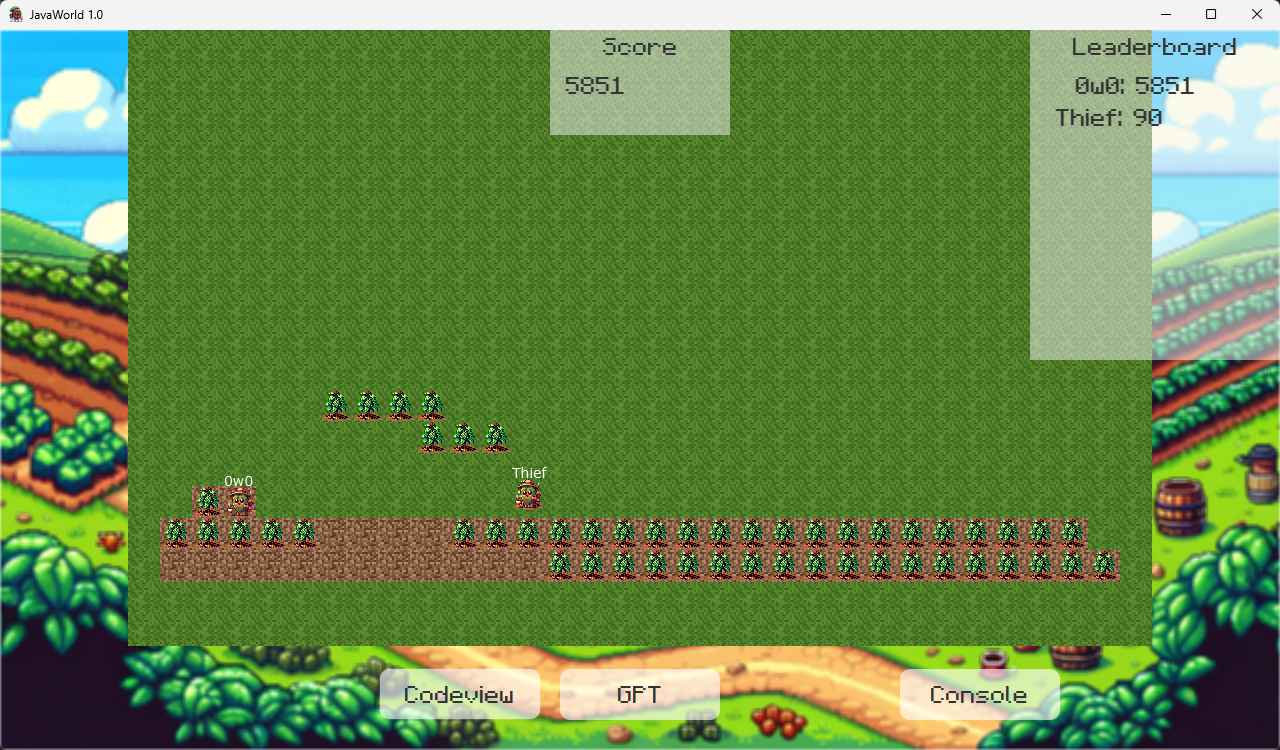 JavaWorld 1.0
Score
5851
Leaderboard
0w0: 5851
Thief: 90
Thief
0w0
Codeview
GPT
Console